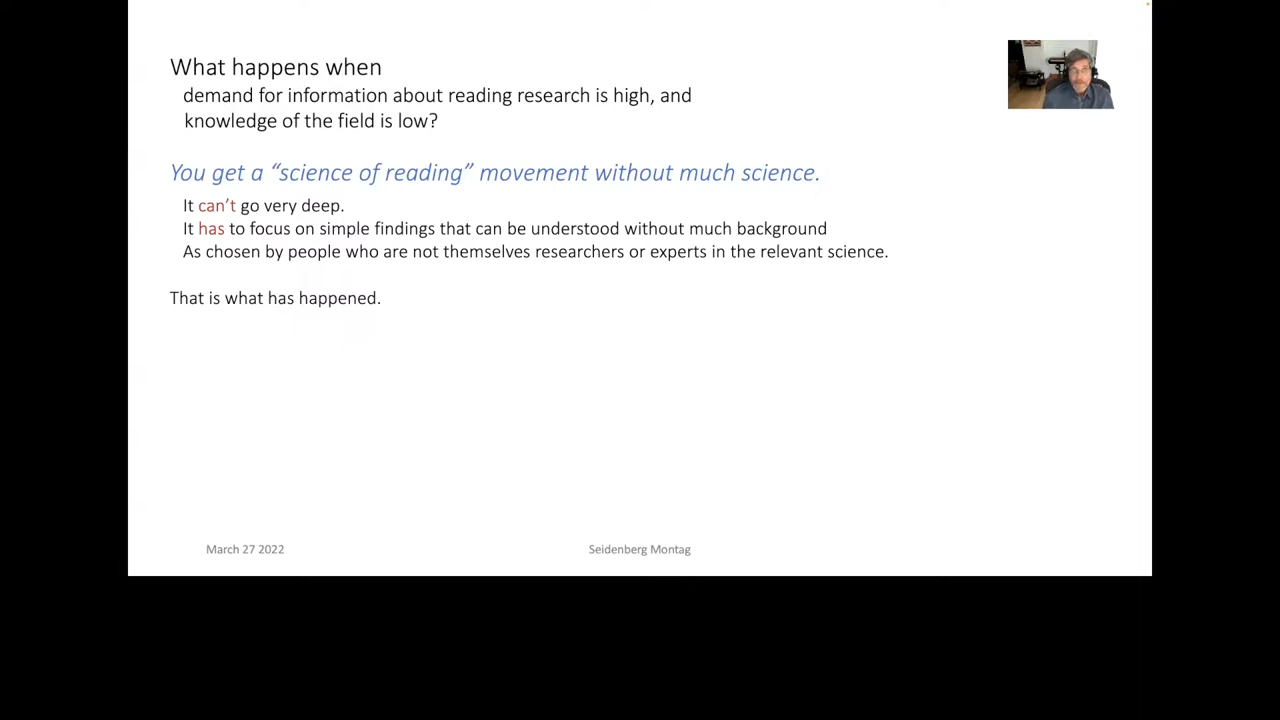 What happens when
demand for information about reading research is high, and
knowledge of the field is low?
You get a “science of reading” movement without much science.
It can’t go very deep.
It has to focus on simple findings that can be understood without much background
As chosen by people who are not themselves researchers or experts in the relevant science.
That is what has happened.
March 27 2022
Seidenberg Montag